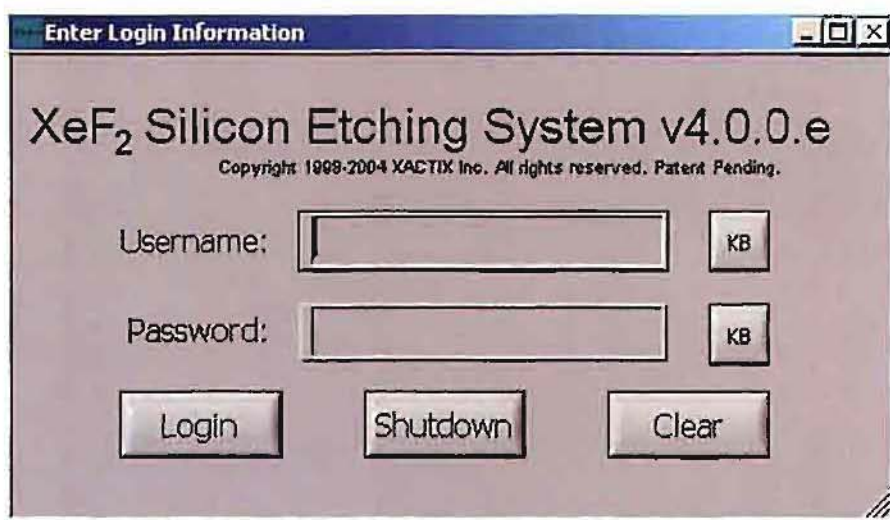 Enter Login Information
XeF₂ Silicon Etching System v4.0.0.e
Copyright 1998-2004 XACTIX Inc. All rights reserved. Patent Pending.
Username:
KB
Password:
KB
Login Shutdown Clear